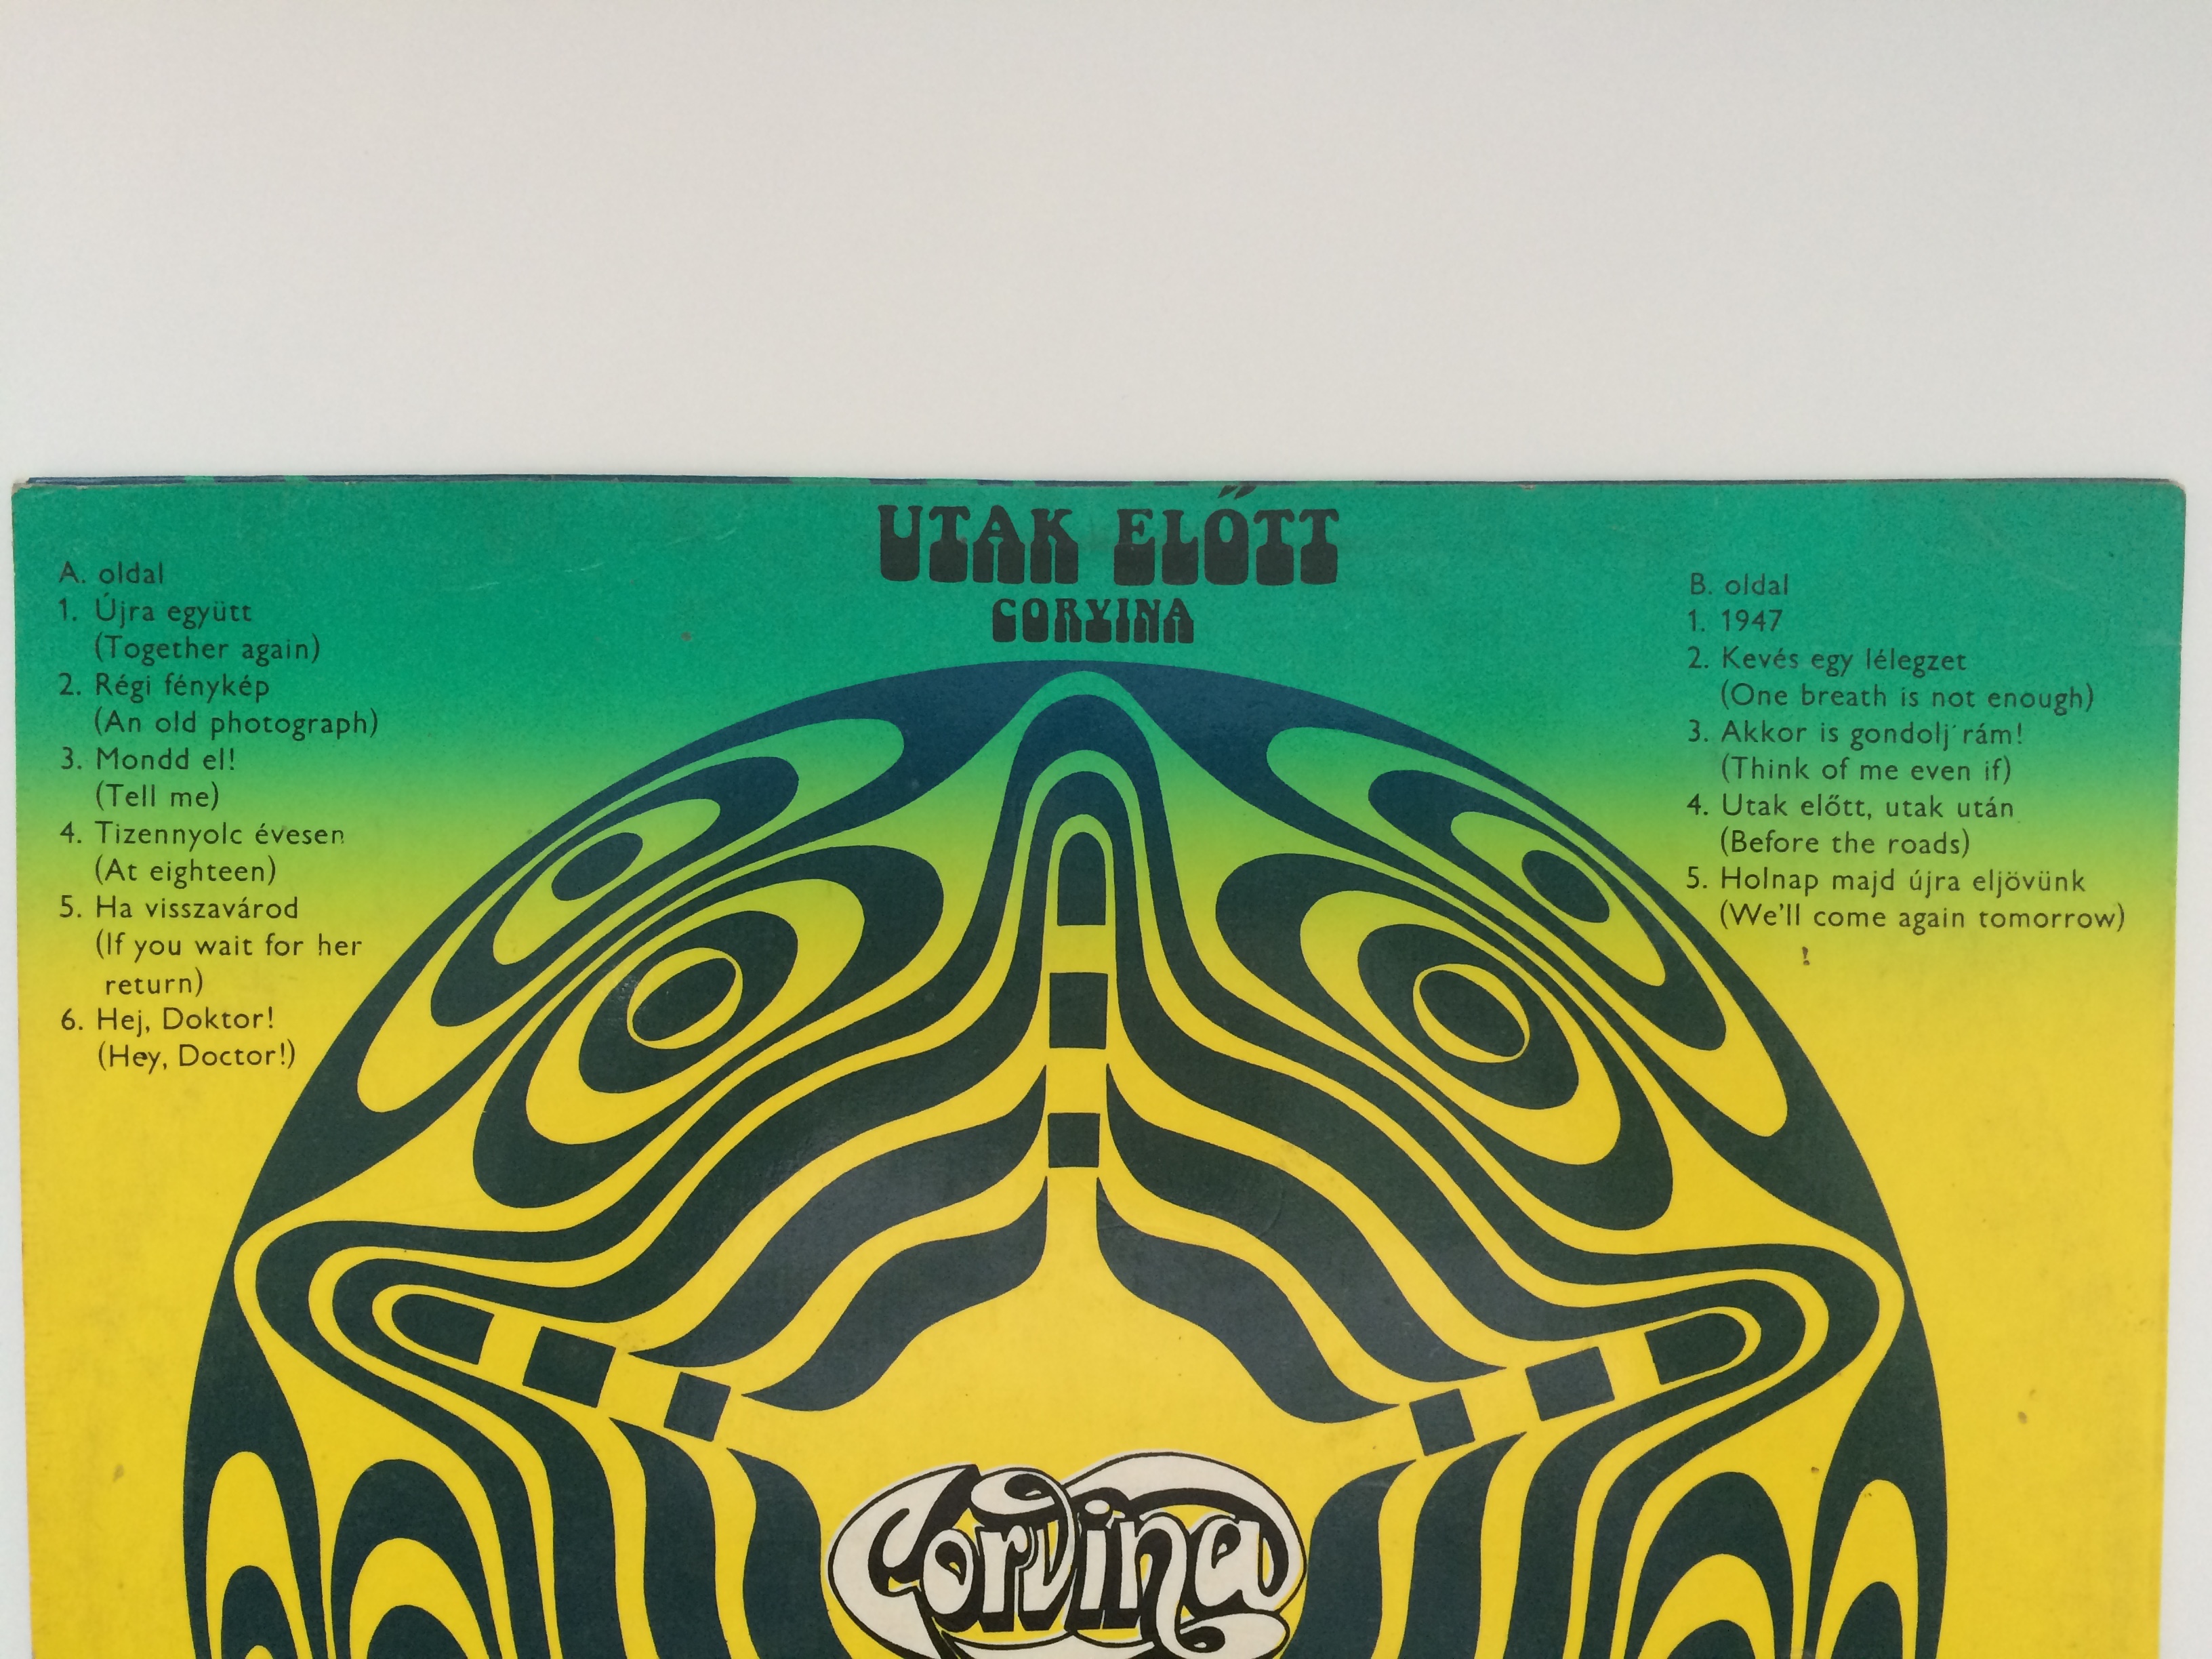 UTAK ELŐTT
CORVINA
A. oldal
1. Újra együtt
(Together again)
2. Régi fénykép
(An old photograph)
3. Mondd el!
(Tell me)
4. Tizennyolc évesen
(At eighteen)
5. Ha visszavárod
(If you wait for her
return)
6. Hej, Doktor!
(Hey, Doctor!)
B. oldal
1. 1947
2. Kevés egy lélegzet
(One breath is not enough)
3. Akkor is gondolj´rám!
(Think of me even if)
4. Utak előtt, utak után
(Before the roads)
5. Holnap majd újra eljövünk
(We'll come again tomorrow)
Corvina